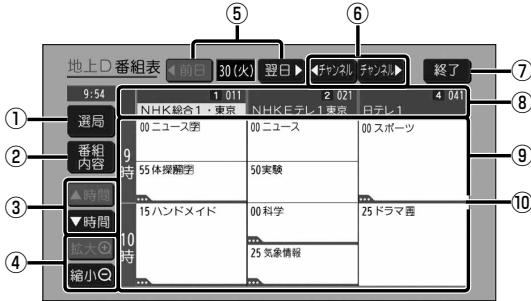 ⑤ ⑥
地上D 番組表 ◀前日 30(火) 翌日▶ ◀チャンネル チャンネル▶ 終了 ⑦
9:54 1 011 2 021 4 041 ⑧
NHK総合1・東京 NHKEテレ1東京 日テレ1
① 選局 00 ニュース 00 ニュース 00 スポーツ ⑨
② 番組内容 9時 55 体操 50 実験
③ ▲時間 ⑩
▼時間 15 ハンドメイド 00 科学 25 ドラマ
④ 拡大⊕ 10時
縮小 25 気象情報